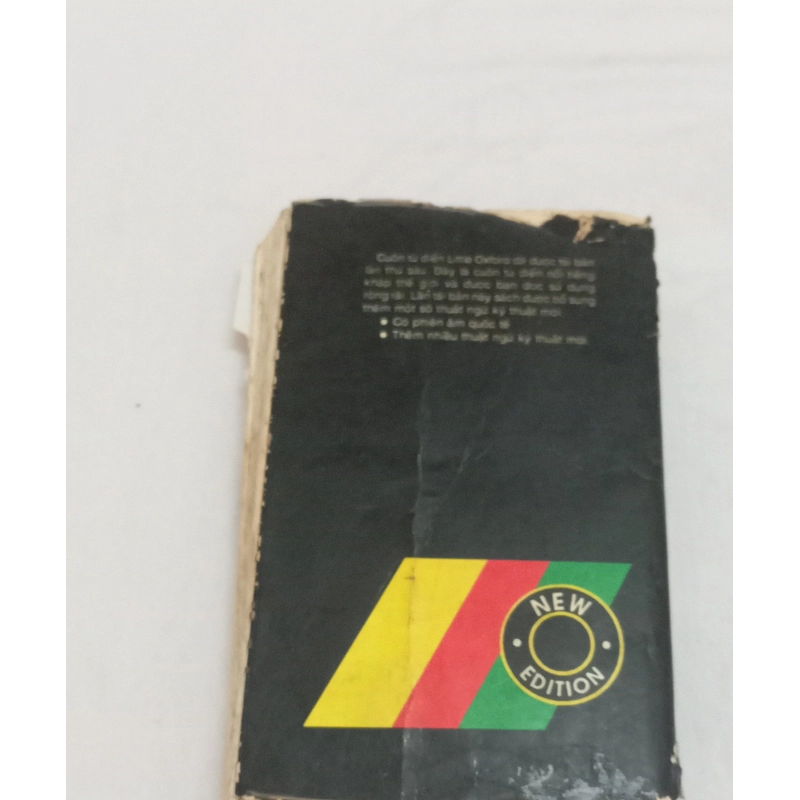 Cuốn từ điển Little Oxford đã được tái bản
lần thứ sáu. Đây là cuốn từ điển nổi tiếng
khắp thế giới và được bạn đọc sử dụng
rộng rãi. Lần tái bản này sách được bổ sung
thêm một số thuật ngữ kỹ thuật mới.
• Có phiên âm quốc tế
• Thêm nhiều thuật ngữ kỹ thuật mới
NEW
EDITION